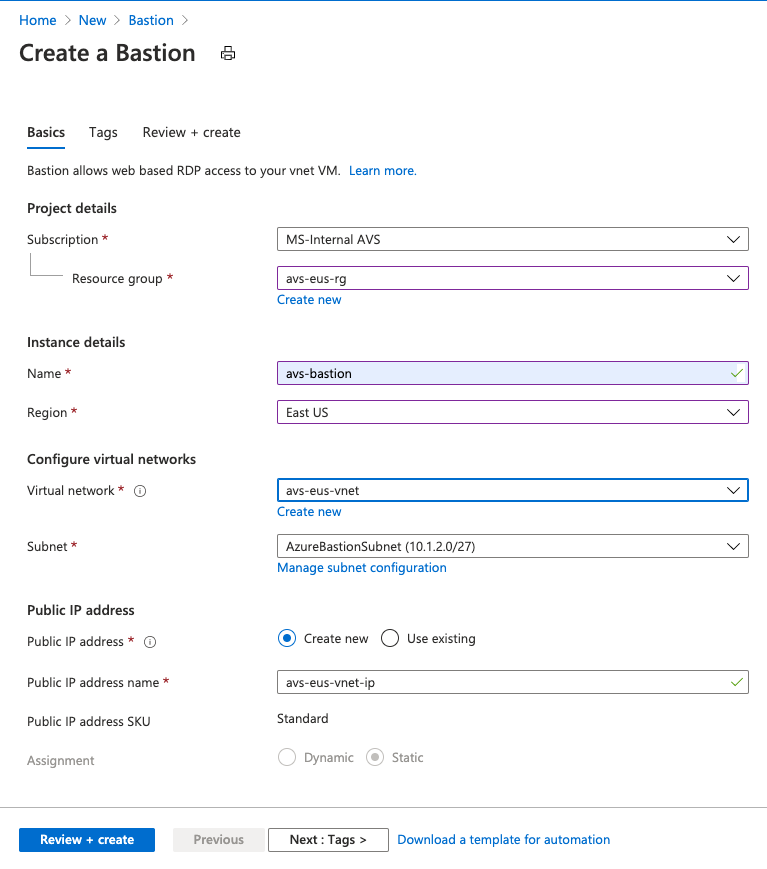 Home > New > Bastion >
Create a Bastion
Basics Tags Review + create
Bastion allows web based RDP access to your vnet VM. Learn more.
Project details
Subscription * MS-Internal AVS
Resource group * avs-eus-rg
Create new
Instance details
Name * avs-bastion
Region * East US
Configure virtual networks
Virtual network * avs-eus-vnet
Create new
Subnet * AzureBastionSubnet (10.1.2.0/27)
Manage subnet configuration
Public IP address
Public IP address * Create new Use existing
Public IP address name * avs-eus-vnet-ip
Public IP address SKU Standard
Assignment Dynamic Static
Review + create Previous Next : Tags > Download a template for automation